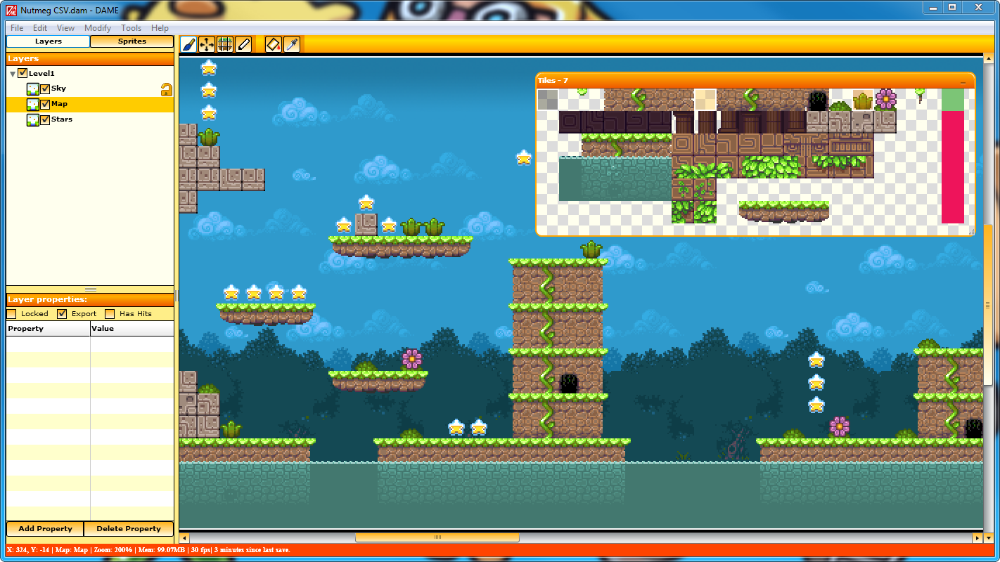 Nutmeg CSV.dam - DAME
File Edit View Modify Tools Help
Layers Sprites
Layers
Level1
Sky
Map
Stars
Tiles - 7
Layer properties:
Locked Export Has Hits
Property Value
Add Property Delete Property
X: 324, Y: -14 | Map: Map | Zoom: 200% | Mem: 99.07MB | 30 fps| 3 minutes since last save.